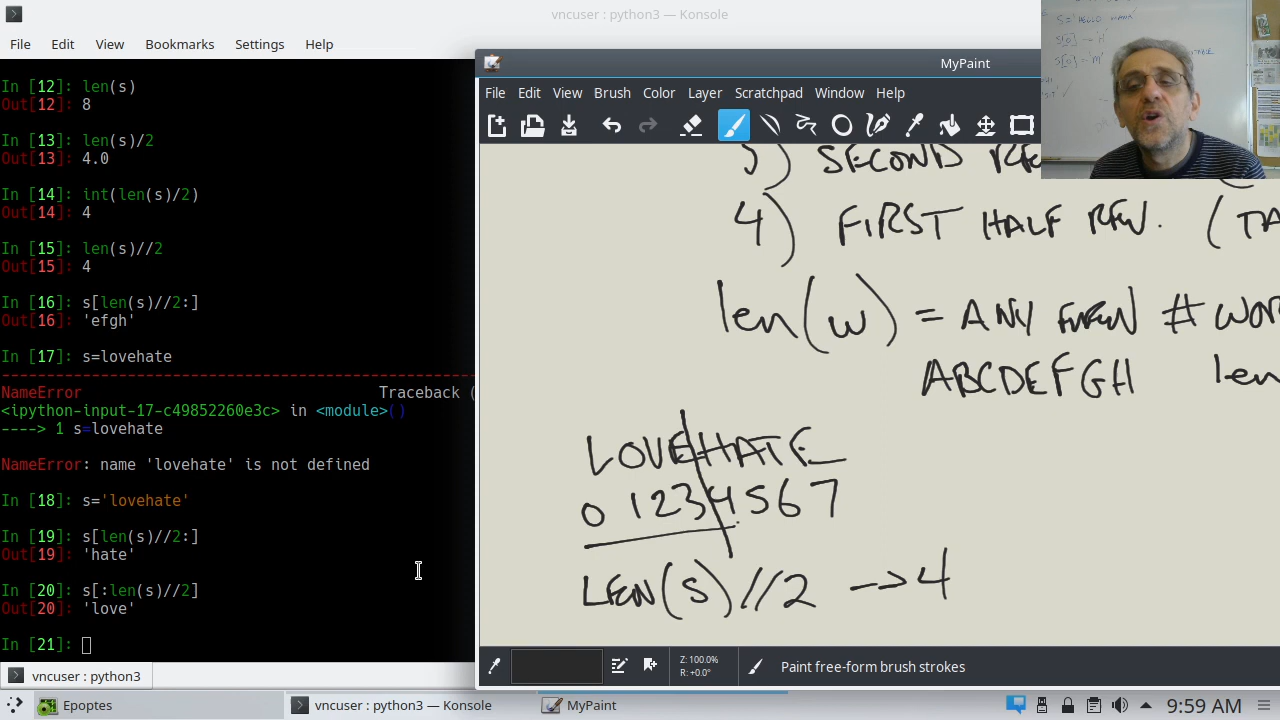 vncuser : python3 — Konsole
File Edit View Bookmarks Settings Help
In [12]: len(s)
Out[12]: 8
In [13]: len(s)/2
Out[13]: 4.0
In [14]: int(len(s)/2)
Out[14]: 4
In [15]: len(s)//2
Out[15]: 4
In [16]: s[len(s)//2:]
Out[16]: 'efgh'
In [17]: s=lovehate
NameError Traceback (
<ipython-input-17-c49852260e3c> in <module>()
----> 1 s=lovehate
NameError: name 'lovehate' is not defined
In [18]: s='lovehate'
In [19]: s[len(s)//2:]
Out[19]: 'hate'
In [20]: s[:len(s)//2]
Out[20]: 'love'
In [21]:
vncuser : python3
MyPaint
File Edit View Brush Color Layer Scratchpad Window Help
SECOND
4) FIRST HALF REV. (TA
len(w) = ANY EVEN # WOR
ABCDEFGH len
LOVEHATE
0 1 2 3 4 5 6 7
LEN(S)//2 → 4
Z: 100.0%
R: +0.0°
Paint free-form brush strokes
Epoptes
vncuser : python3 — Konsole
MyPaint
9:59 AM